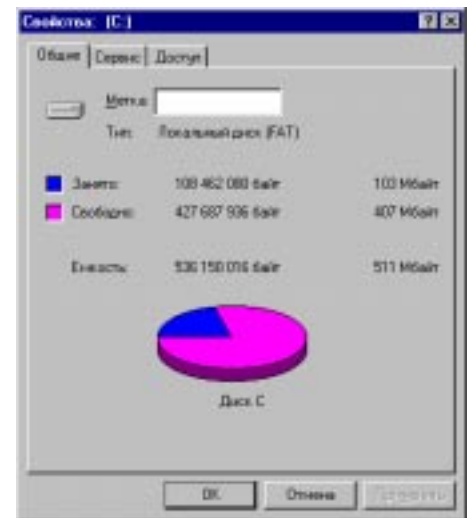 Свойства: (C:)
Общие Сервис Доступ
Метка:
Тип: Локальный диск (FAT)
Занято: 108 462 080 байт 103 Мбайт
Свободно: 427 687 936 байт 407 Мбайт
Емкость: 536 150 016 байт 511 Мбайт
Диск C
OK Отмена Применить